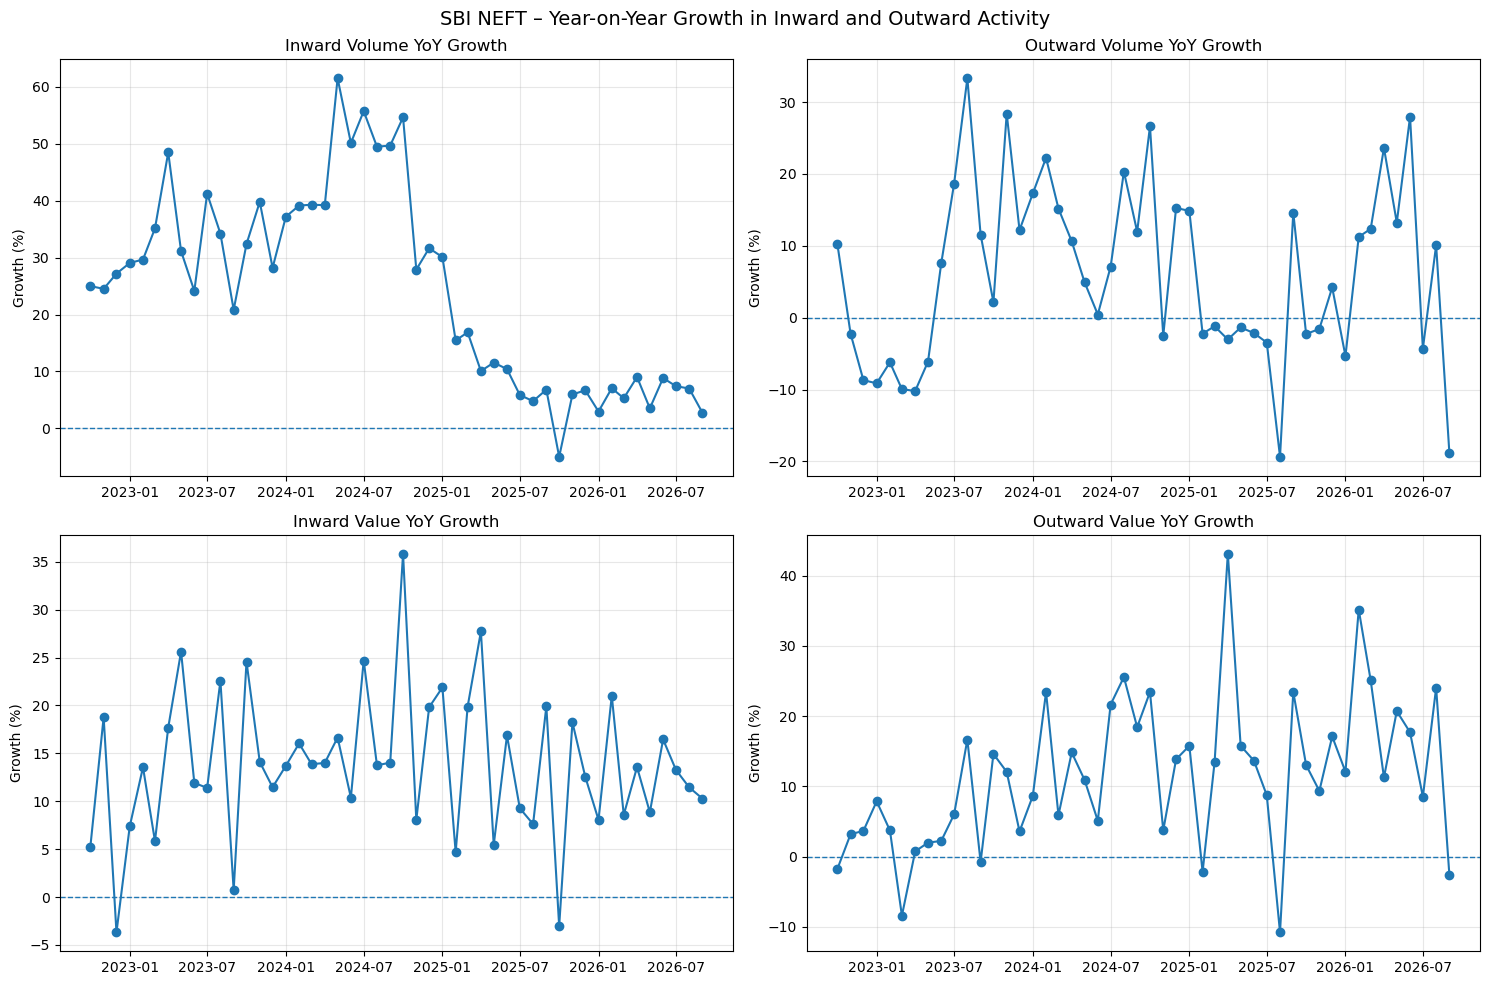 SBI NEFT – Year-on-Year Growth in Inward and Outward Activity
Inward Volume YoY Growth
Growth (%)
60
50
40
30
20
10
0
2023-01 2023-07 2024-01 2024-07 2025-01 2025-07 2026-01 2026-07
Outward Volume YoY Growth
Growth (%)
30
20
10
0
−10
−20
2023-01 2023-07 2024-01 2024-07 2025-01 2025-07 2026-01 2026-07
Inward Value YoY Growth
Growth (%)
35
30
25
20
15
10
5
0
−5
2023-01 2023-07 2024-01 2024-07 2025-01 2025-07 2026-01 2026-07
Outward Value YoY Growth
Growth (%)
40
30
20
10
0
−10
2023-01 2023-07 2024-01 2024-07 2025-01 2025-07 2026-01 2026-07